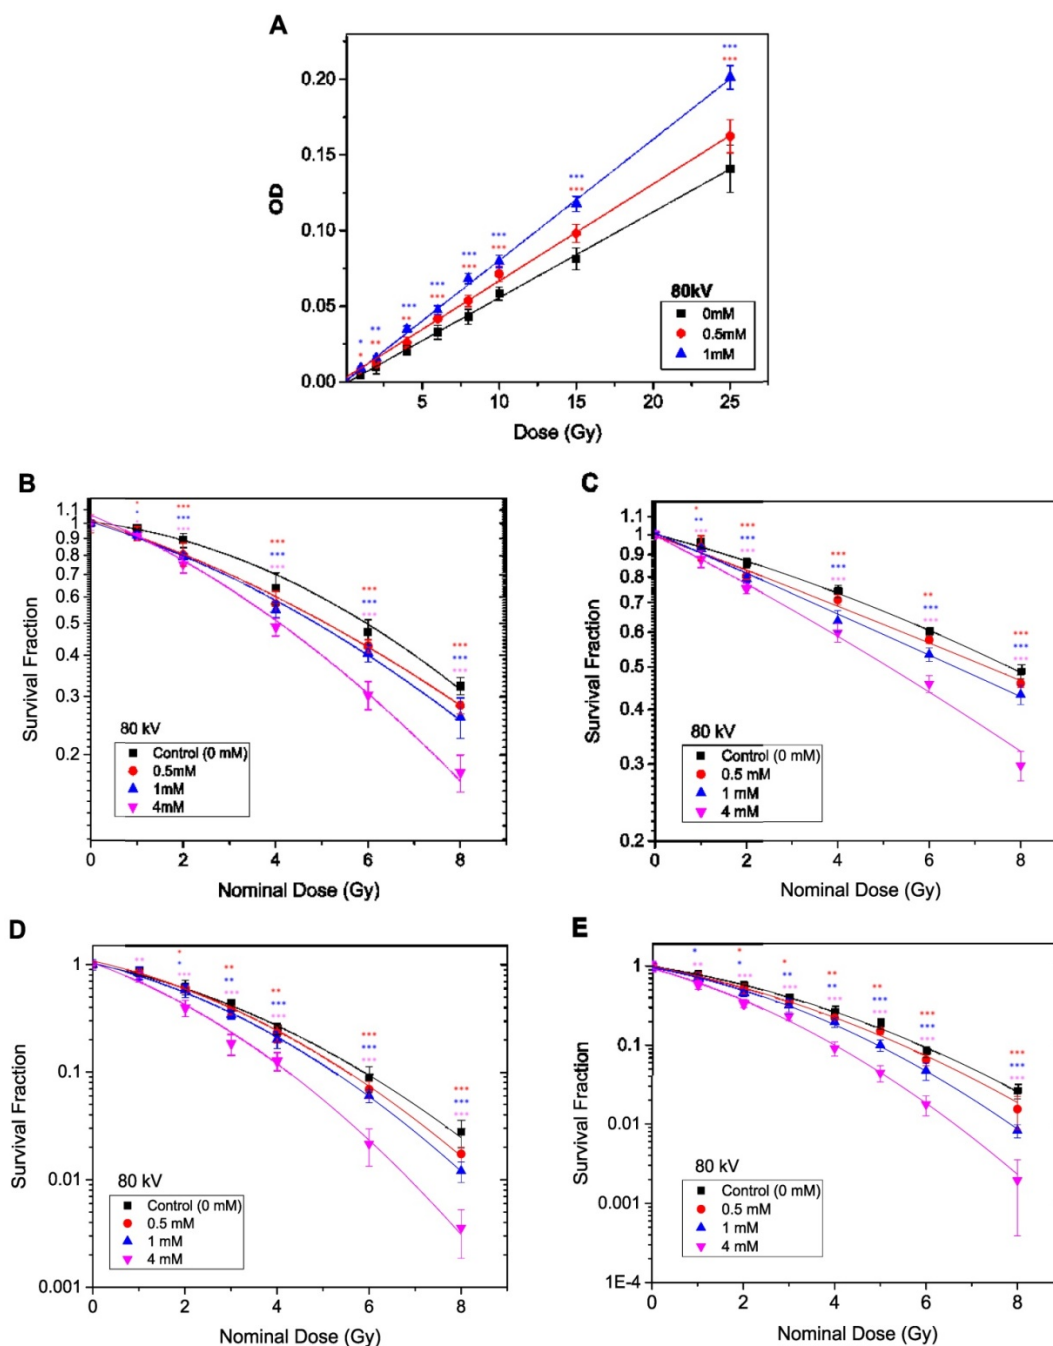 A
OD
0.20
0.15
0.10
0.05
0.00
80kV
0mM
0.5mM
1mM
5 10 15 20 25
Dose (Gy)
B
Survival Fraction
1.1
1
0.9
0.8
0.7
0.6
0.5
0.4
0.3
0.2
80 kV
Control (0 mM)
0.5mM
1mM
4mM
0 2 4 6 8
Nominal Dose (Gy)
C
Survival Fraction
1.1
1
0.9
0.8
0.7
0.6
0.5
0.4
0.3
0.2
80 kV
Control (0 mM)
0.5 mM
1 mM
4 mM
0 2 4 6 8
Nominal Dose (Gy)
D
Survival Fraction
1
0.1
0.01
0.001
80 kV
Control (0 mM)
0.5 mM
1 mM
4 mM
0 2 4 6 8
Nominal Dose (Gy)
E
Survival Fraction
1
0.1
0.01
0.001
1E-4
80 kV
Control (0 mM)
0.5 mM
1 mM
4 mM
0 2 4 6 8
Nominal Dose (Gy)